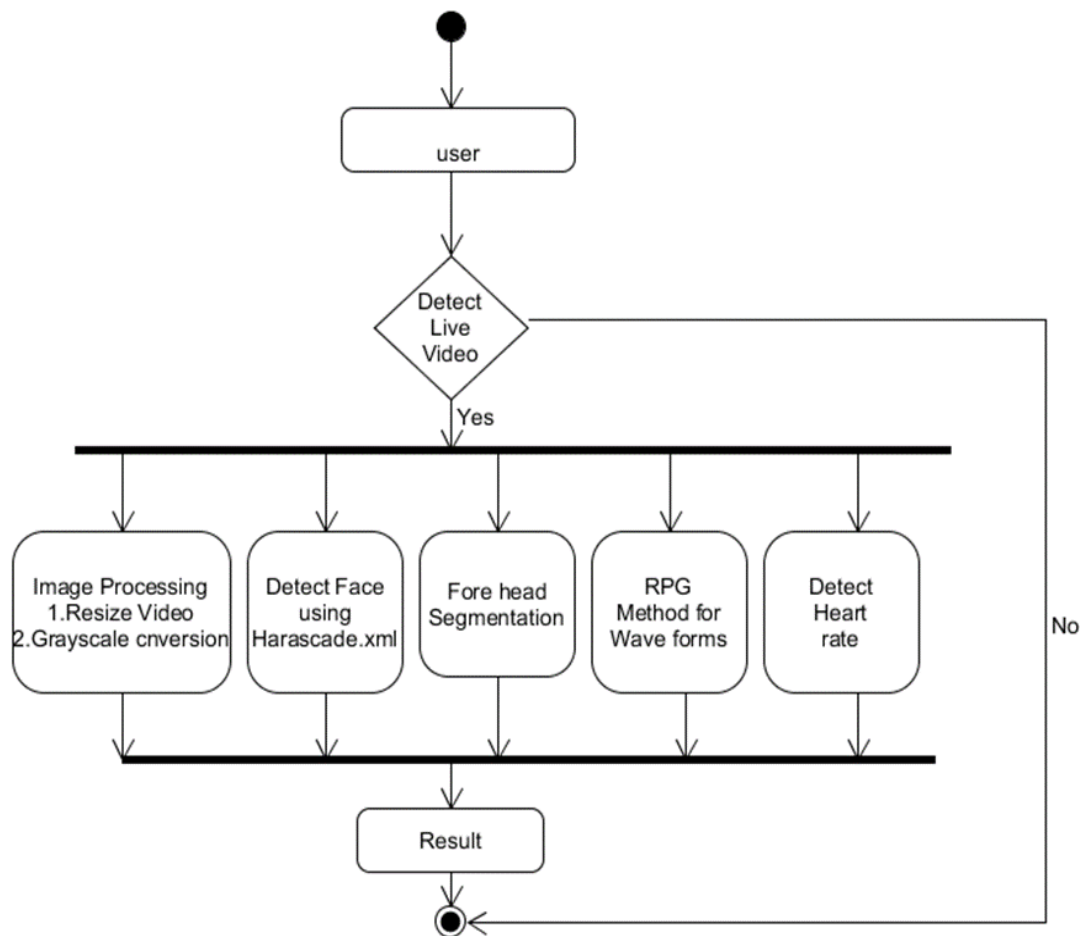 user
Detect
Live
Video
Yes
Image Processing
1.Resize Video
2.Grayscale cnversion
Detect Face
using
Harascade.xml
Fore head
Segmentation
RPG
Method for
Wave forms
Detect
Heart
rate
No
Result